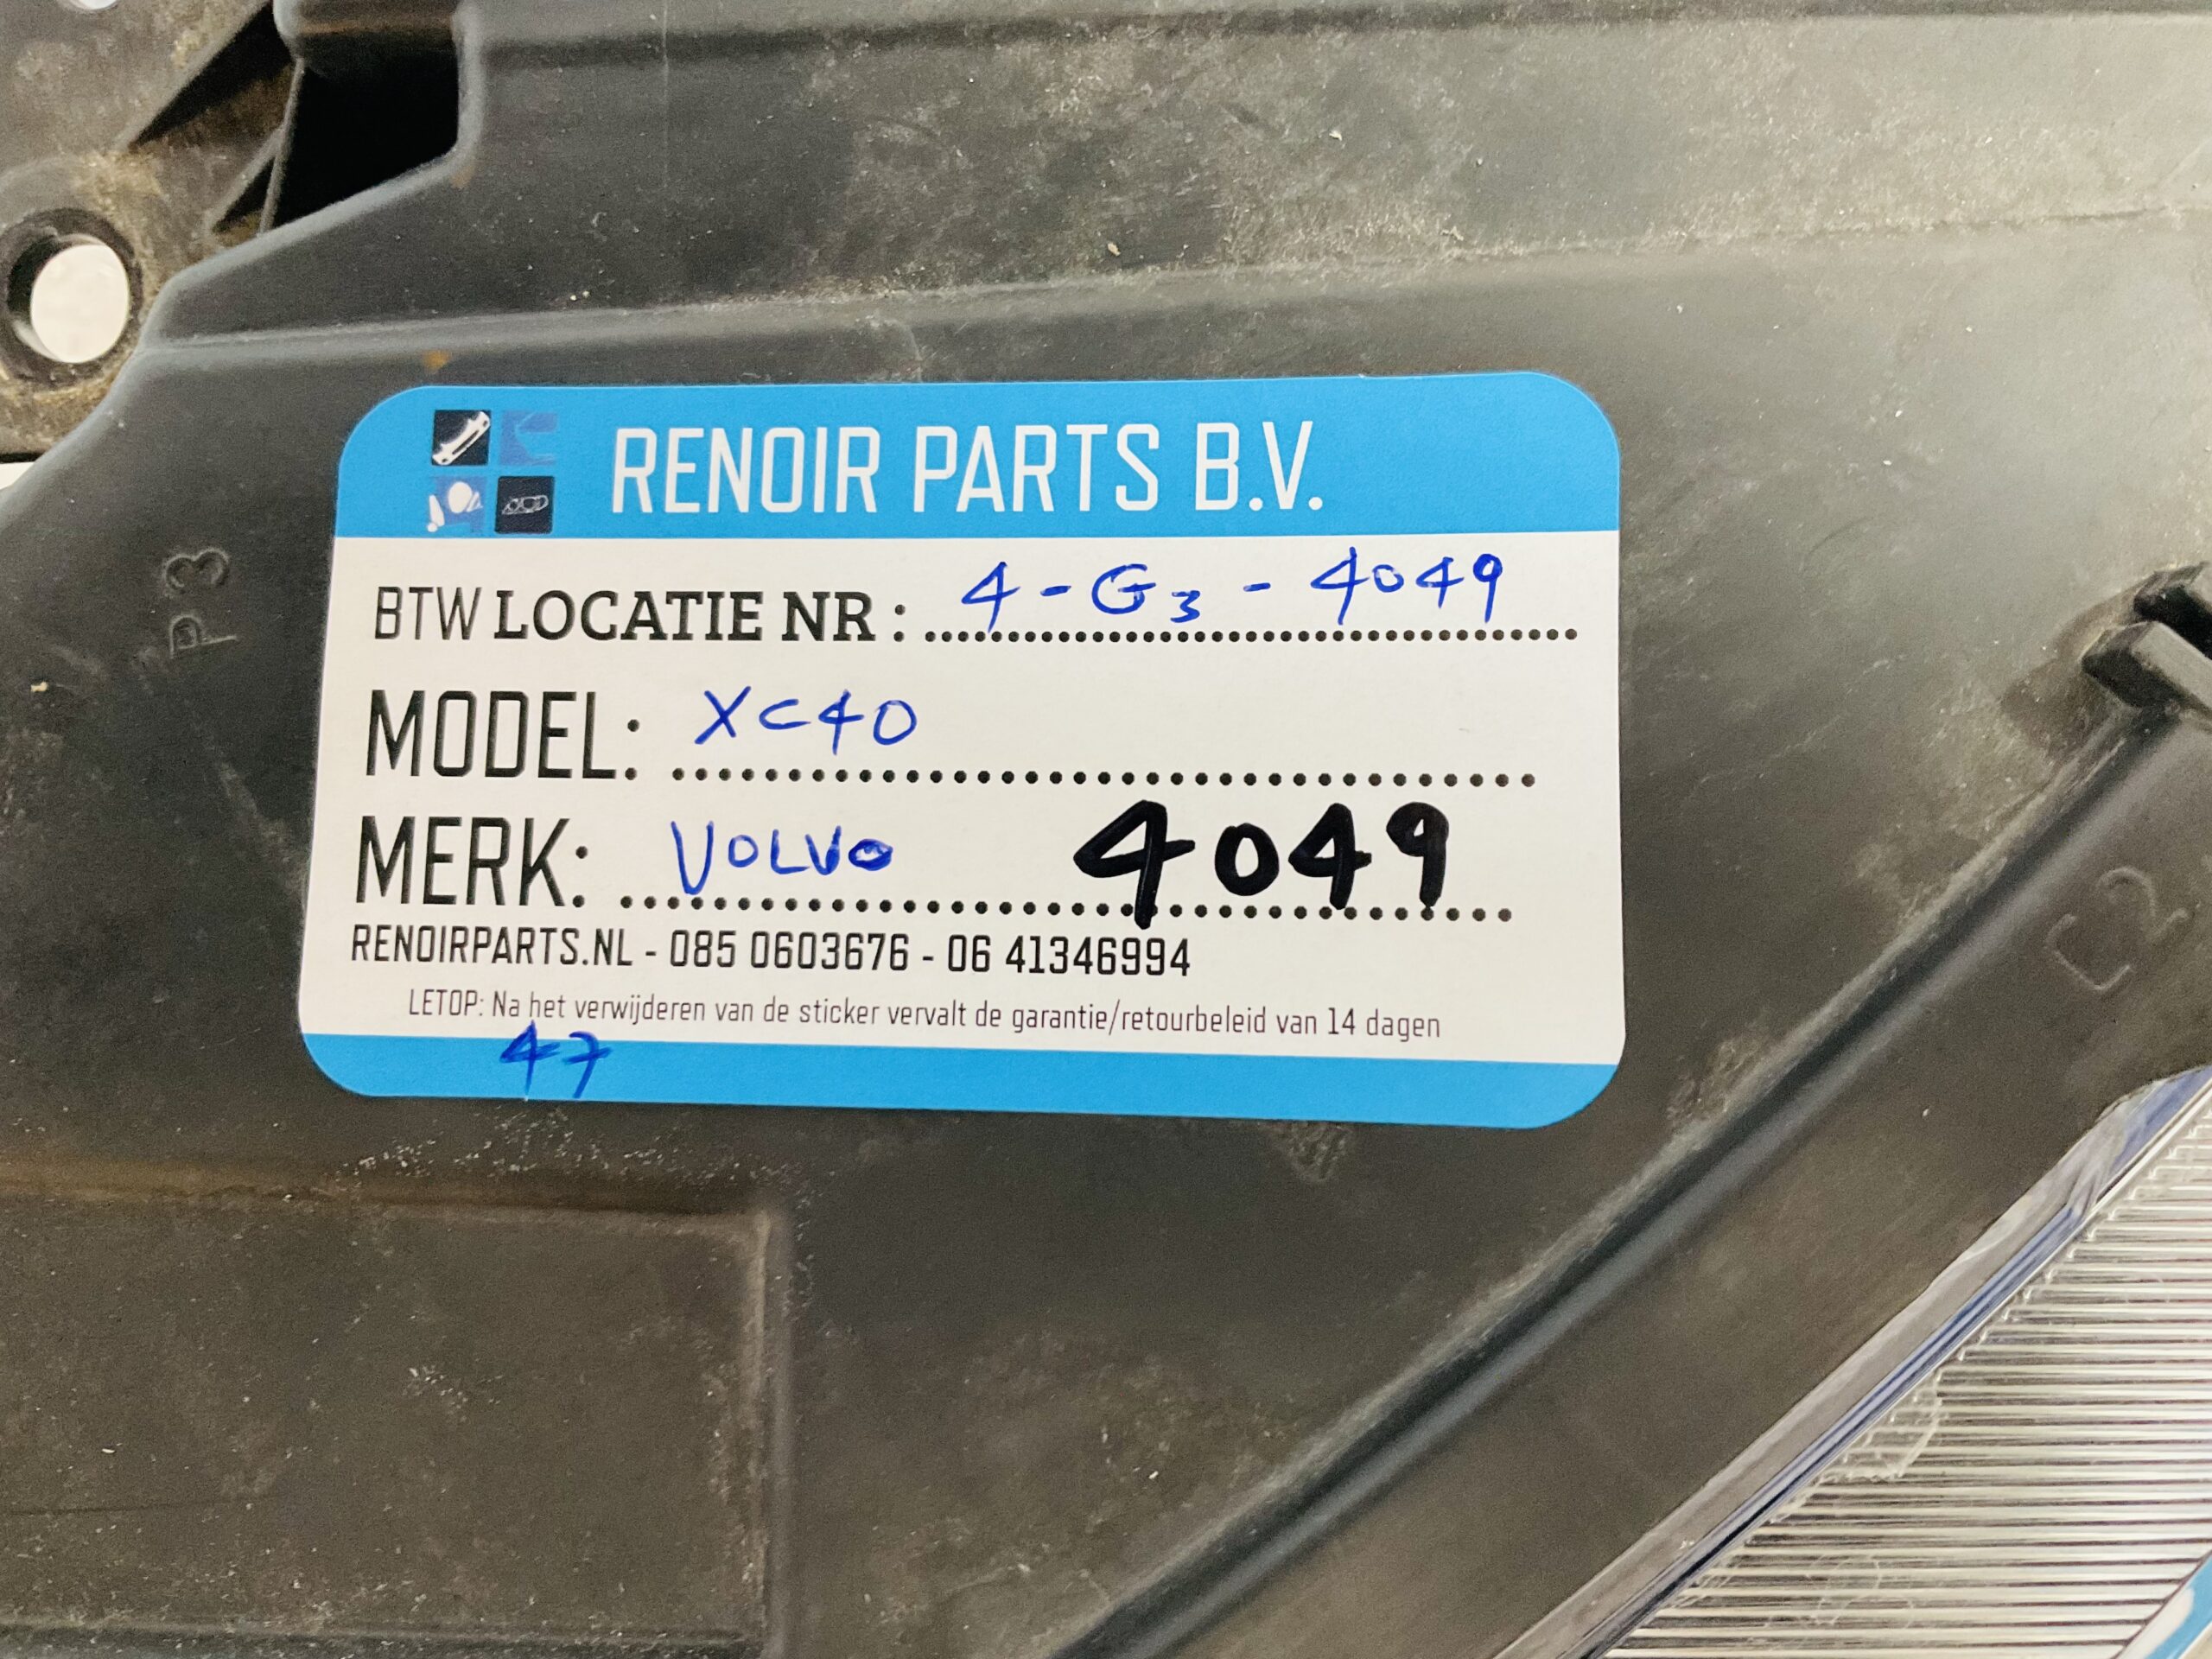 RENOIR PARTS B.V.
BTW LOCATIE NR : 4-G3-4049
MODEL: XC40
MERK: VOLVO 4049
RENOIRPARTS.NL - 085 0603676 - 06 41346994
LETOP: Na het verwijderen van de sticker vervalt de garantie/retourbeleid van 14 dagen
47
P3
C2